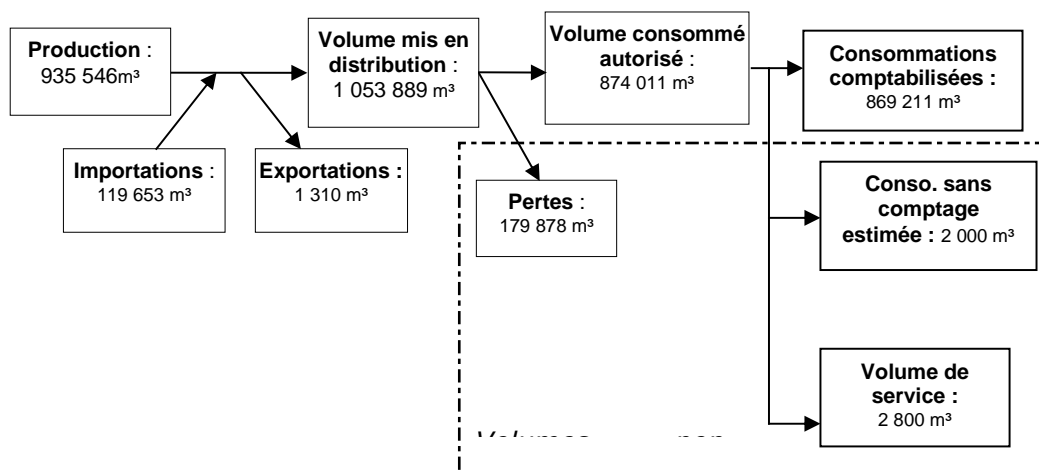 Production :
935 546m³
Volume mis en
distribution :
1 053 889 m³
Volume consommé
autorisé :
874 011 m³
Consommations
comptabilisées :
869 211 m³
Importations :
119 653 m³
Exportations :
1 310 m³
Pertes :
179 878 m³
Conso. sans
comptage
estimée : 2 000 m³
Volume de
service :
2 800 m³